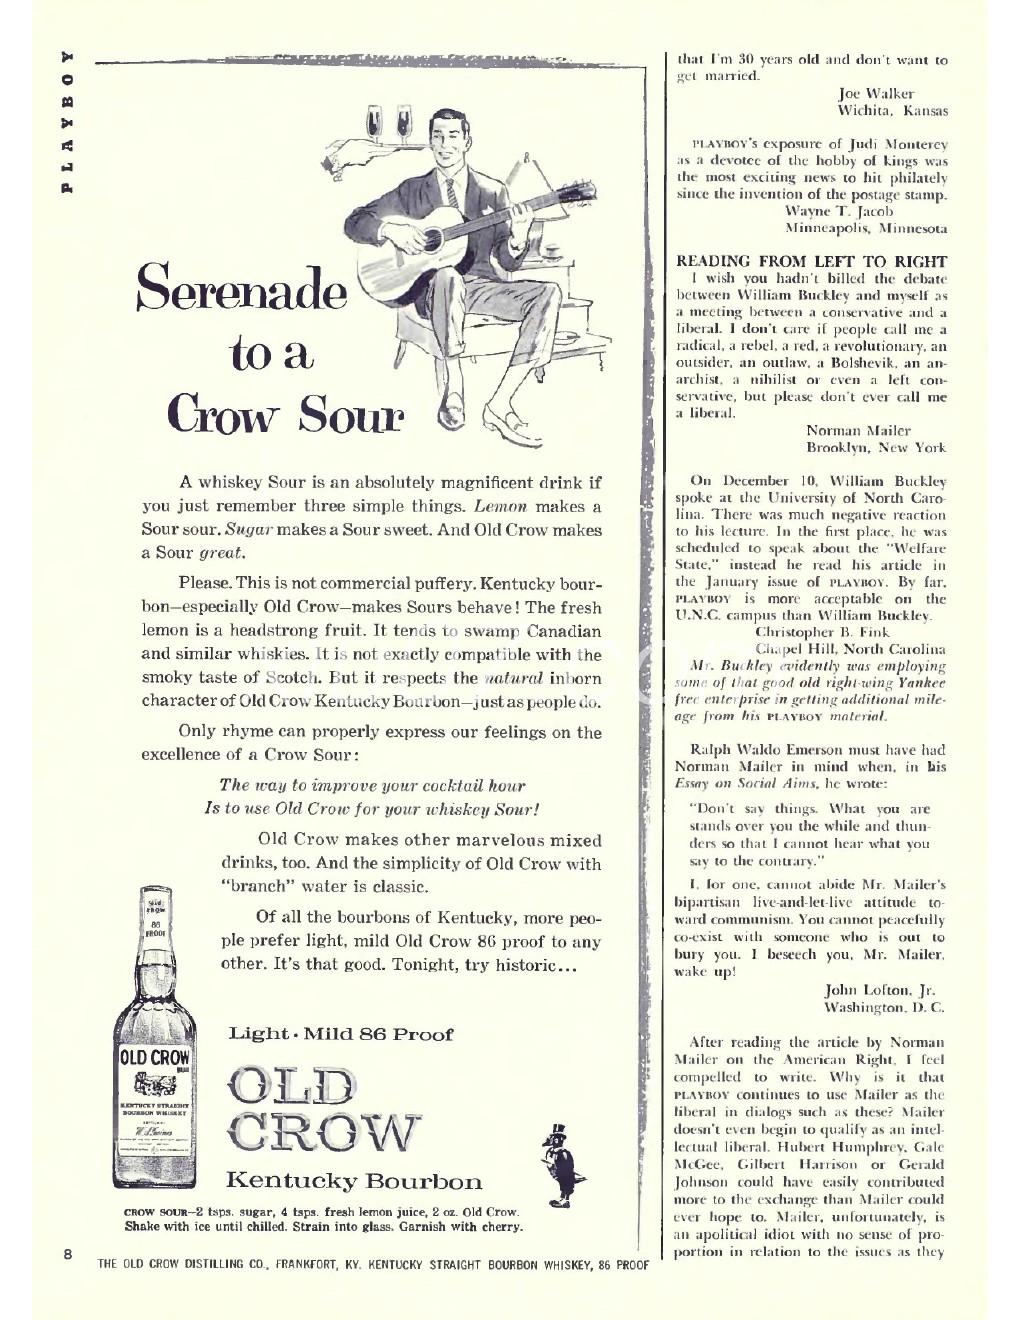 PLAYBOY
Serenade
to a
Crow Sour
A whiskey Sour is an absolutely magnificent drink if
you just remember three simple things. Lemon makes a
Sour sour. Sugar makes a Sour sweet. And Old Crow makes
a Sour great.
Please. This is not commercial puffery. Kentucky bour-
bon—especially Old Crow—makes Sours behave! The fresh
lemon is a headstrong fruit. It tends to swamp Canadian
and similar whiskies. It is not exactly compatible with the
smoky taste of Scotch. But it respects the natural inborn
character of Old Crow Kentucky Bourbon—just as people do.
Only rhyme can properly express our feelings on the
excellence of a Crow Sour:
The way to improve your cocktail hour
Is to use Old Crow for your whiskey Sour!
Old Crow makes other marvelous mixed
drinks, too. And the simplicity of Old Crow with
"branch" water is classic.
Of all the bourbons of Kentucky, more peo-
ple prefer light, mild Old Crow 86 proof to any
other. It's that good. Tonight, try historic...
OLD
CROW
86
PROOF
OLD CROW
KENTUCKY STRAIGHT
BOURBON WHISKEY
Light · Mild 86 Proof
OLD
CROW
Kentucky Bourbon
CROW SOUR—2 tsps. sugar, 4 tsps. fresh lemon juice, 2 oz. Old Crow.
Shake with ice until chilled. Strain into glass. Garnish with cherry.
8
THE OLD CROW DISTILLING CO., FRANKFORT, KY. KENTUCKY STRAIGHT BOURBON WHISKEY, 86 PROOF
that I'm 30 years old and don't want to
get married.
Joe Walker
Wichita, Kansas
PLAYBOY's exposure of Judi Monterey
as a devotee of the hobby of kings was
the most exciting news to hit philately
since the invention of the postage stamp.
Wayne T. Jacob
Minneapolis, Minnesota
READING FROM LEFT TO RIGHT
I wish you hadn't billed the debate
between William Buckley and myself as
a meeting between a conservative and a
liberal. I don't care if people call me a
radical, a rebel, a red, a revolutionary, an
outsider, an outlaw, a Bolshevik, an an-
archist, a nihilist or even a left con-
servative, but please don't ever call me
a liberal.
Norman Mailer
Brooklyn, New York
On December 10, William Buckley
spoke at the University of North Caro-
lina. There was much negative reaction
to his lecture. In the first place, he was
scheduled to speak about the "Welfare
State," instead he read his article in
the January issue of PLAYBOY. By far,
PLAYBOY is more acceptable on the
U.N.C. campus than William Buckley.
Christopher B. Fink
Chapel Hill, North Carolina
Mr. Buckley evidently was employing
some of that good old right-wing Yankee
free enterprise in getting additional mile-
age from his PLAYBOY material.
Ralph Waldo Emerson must have had
Norman Mailer in mind when, in his
Essay on Social Aims, he wrote:
"Don't say things. What you are
stands over you the while and thun-
ders so that I cannot hear what you
say to the contrary."
I, for one, cannot abide Mr. Mailer's
bipartisan live-and-let-live attitude to-
ward communism. You cannot peacefully
co-exist with someone who is out to
bury you. I beseech you, Mr. Mailer,
wake up!
John Lofton, Jr.
Washington, D. C.
After reading the article by Norman
Mailer on the American Right, I feel
compelled to write. Why is it that
PLAYBOY continues to use Mailer as the
liberal in dialogs such as these? Mailer
doesn't even begin to qualify as an intel-
lectual liberal. Hubert Humphrey, Gale
McGee, Gilbert Harrison or Gerald
Johnson could have easily contributed
more to the exchange than Mailer could
ever hope to. Mailer, unfortunately, is
an apolitical idiot with no sense of pro-
portion in relation to the issues as they